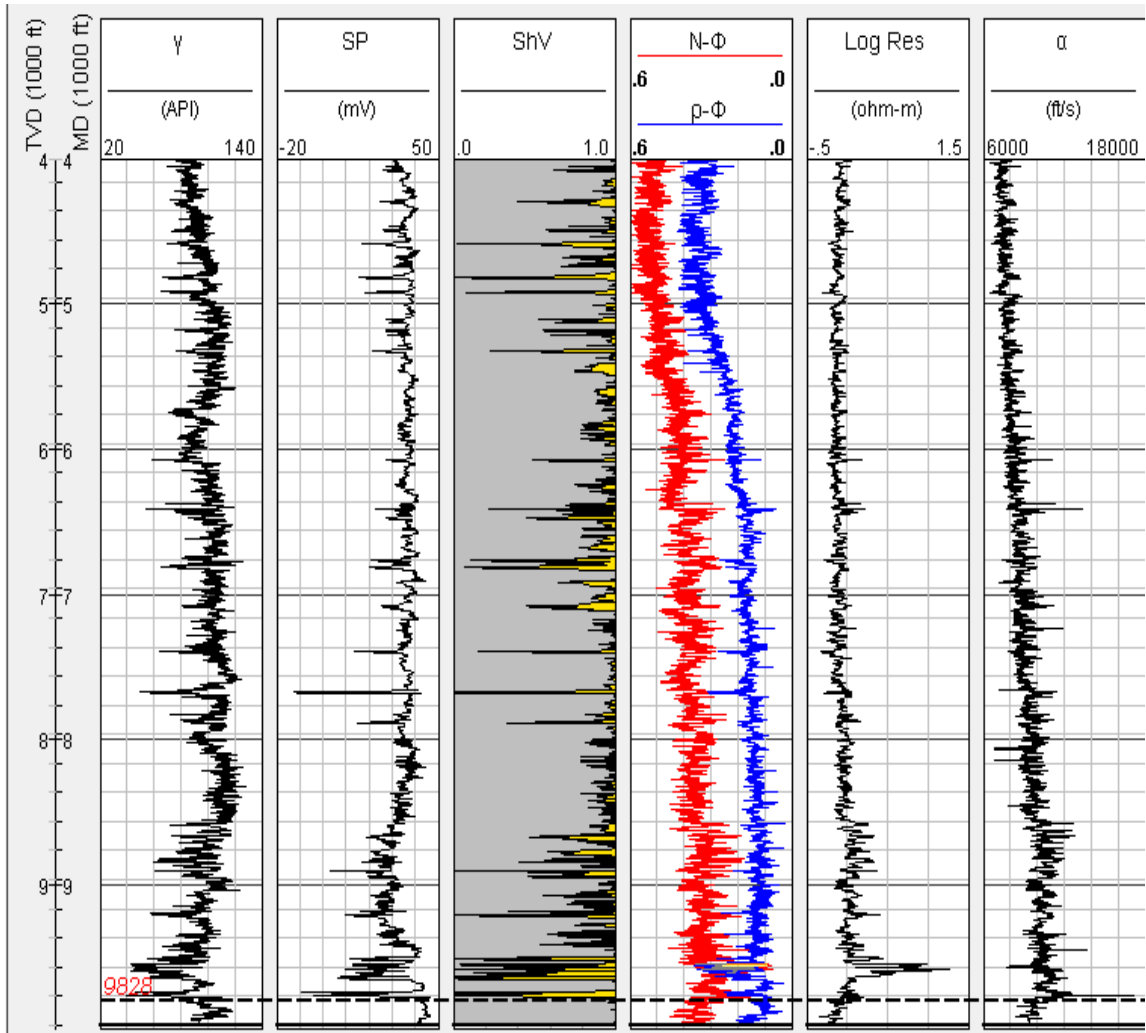 TVD (1000 ft)
MD (1000 ft)
γ
SP
ShV
N-Φ
Log Res
α
.6 .0
(API)
(mV)
ρ-Φ
(ohm-m)
(ft/s)
20 140
-20 50
.0 1.0
.6 .0
-.5 1.5
6000 18000
4 4
5 5
6 6
7 7
8 8
9 9
9828